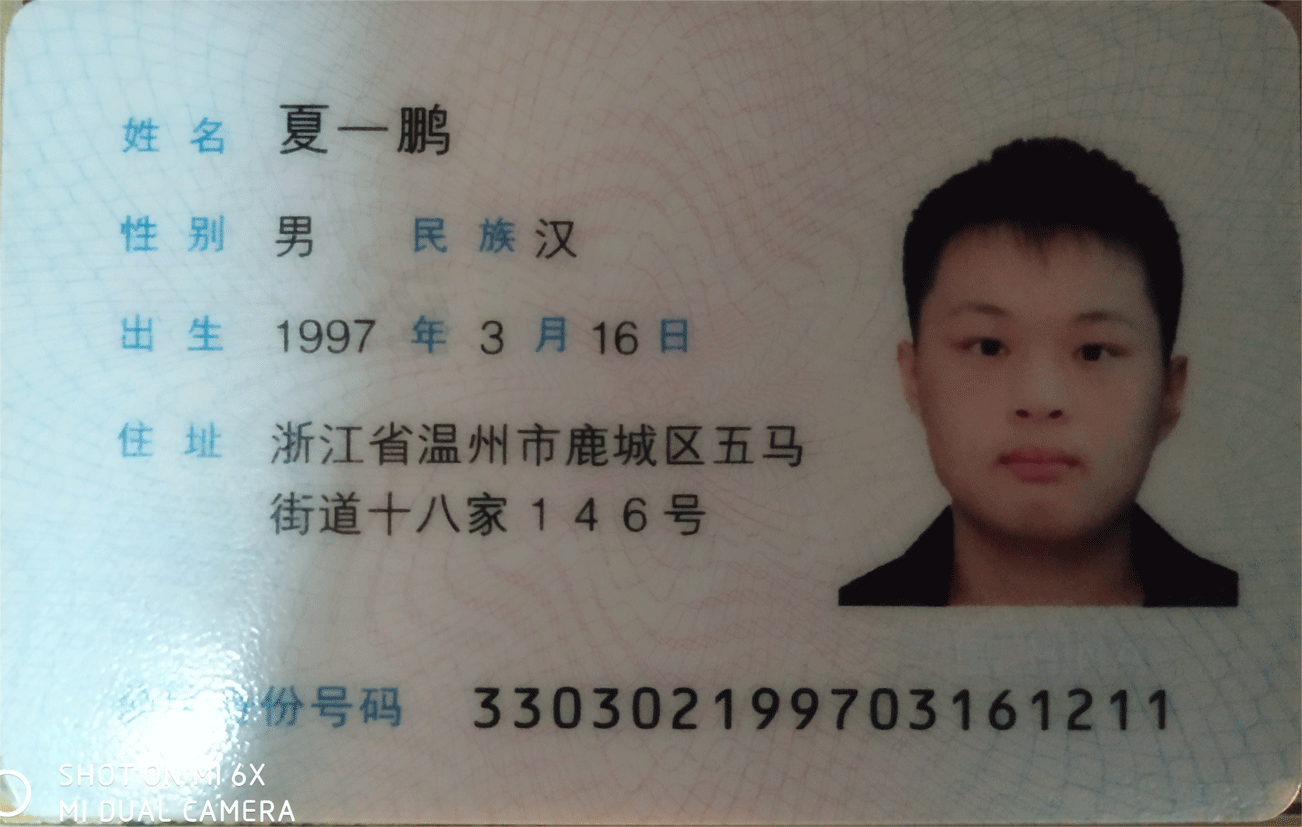 姓名 夏一鹏
性别 男 民族 汉
出生 1997 年 3 月 16 日
住址 浙江省温州市鹿城区五马
街道十八家146号
份号码 330302199703161211
SHOT ON MI 6X
MI DUAL CAMERA